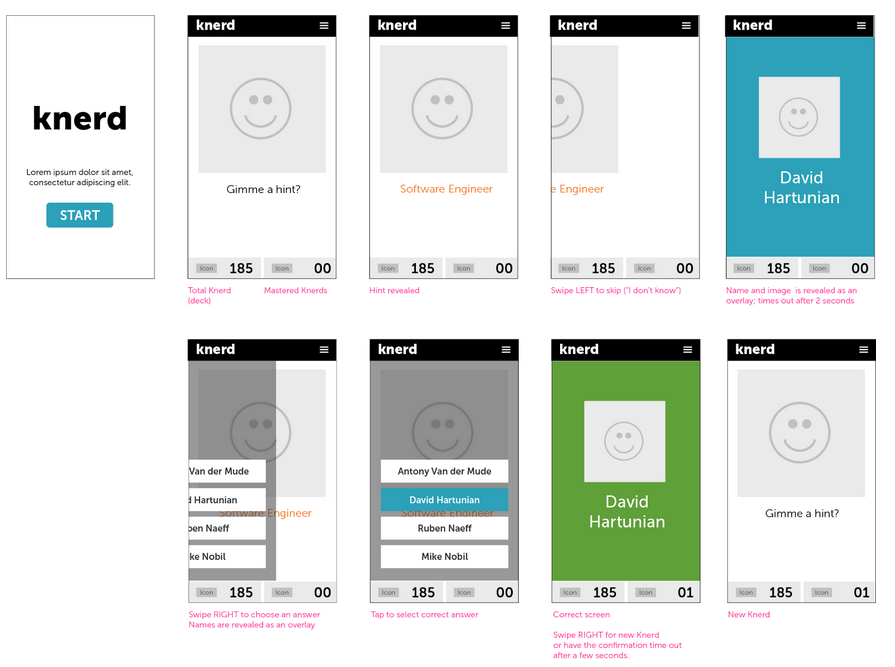 knerd
Lorem ipsum dolor sit amet,
consectetur adipiscing elit.
START
knerd
Gimme a hint?
Icon 185 Icon 00
Total Knerd
(deck)
Mastered Knerds
knerd
Software Engineer
Icon 185 Icon 00
Hint revealed
knerd
e Engineer
Icon 185 Icon 00
Swipe LEFT to skip ("I don't know")
knerd
David
Hartunian
Icon 185 Icon 00
Name and image is revealed as an
overlay; times out after 2 seconds
knerd
Van der Mude
d Hartunian
Software Engineer
ben Naeff
ke Nobil
Icon 185 Icon 00
Swipe RIGHT to choose an answer
Names are revealed as an overlay
knerd
Antony Van der Mude
David Hartunian
Software Engineer
Ruben Naeff
Mike Nobil
Icon 185 Icon 00
Tap to select correct answer
knerd
David
Hartunian
Icon 185 Icon 01
Correct screen
Swipe RIGHT for new Knerd
or have the confirmation time out
after a few seconds.
knerd
Gimme a hint?
Icon 185 Icon 01
New Knerd